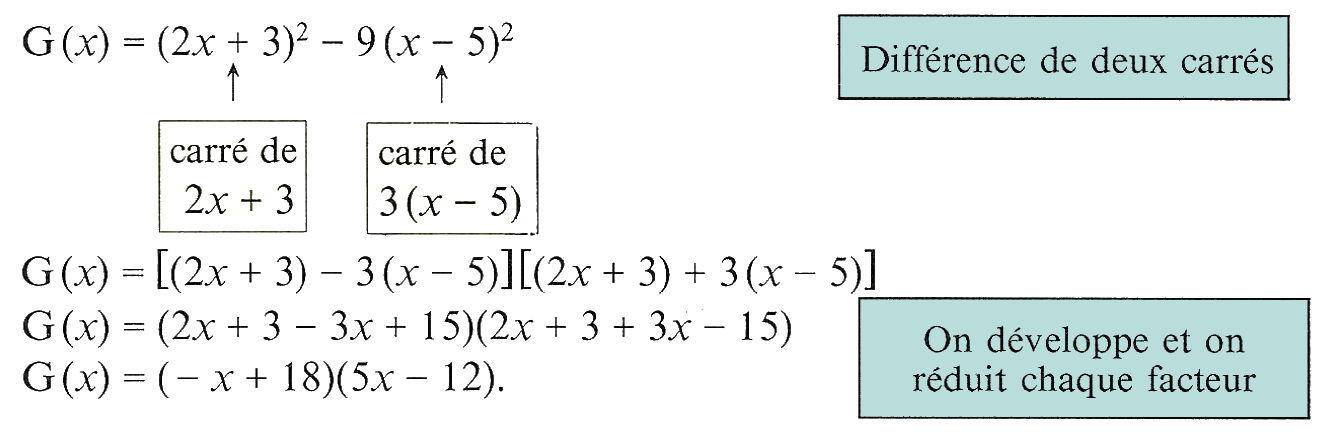 G(x) = (2x + 3)² − 9(x − 5)²
Différence de deux carrés
carré de
2x + 3
carré de
3(x − 5)
G(x) = [(2x + 3) − 3(x − 5)][(2x + 3) + 3(x − 5)]
G(x) = (2x + 3 − 3x + 15)(2x + 3 + 3x − 15)
G(x) = (− x + 18)(5x − 12).
On développe et on
réduit chaque facteur